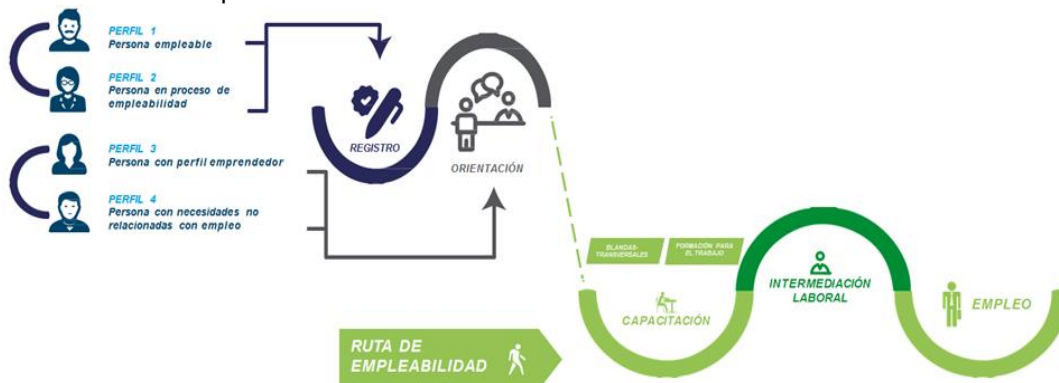 PERFIL 1
Persona empleable
PERFIL 2
Persona en proceso de
empleabilidad
PERFIL 3
Persona con perfil emprendedor
PERFIL 4
Persona con necesidades no
relacionadas con empleo
REGISTRO
ORIENTACIÓN
BLANDAS-
TRANSVERSALES
FORMACIÓN PARA
EL TRABAJO
CAPACITACIÓN
INTERMEDIACIÓN
LABORAL
EMPLEO
RUTA DE
EMPLEABILIDAD